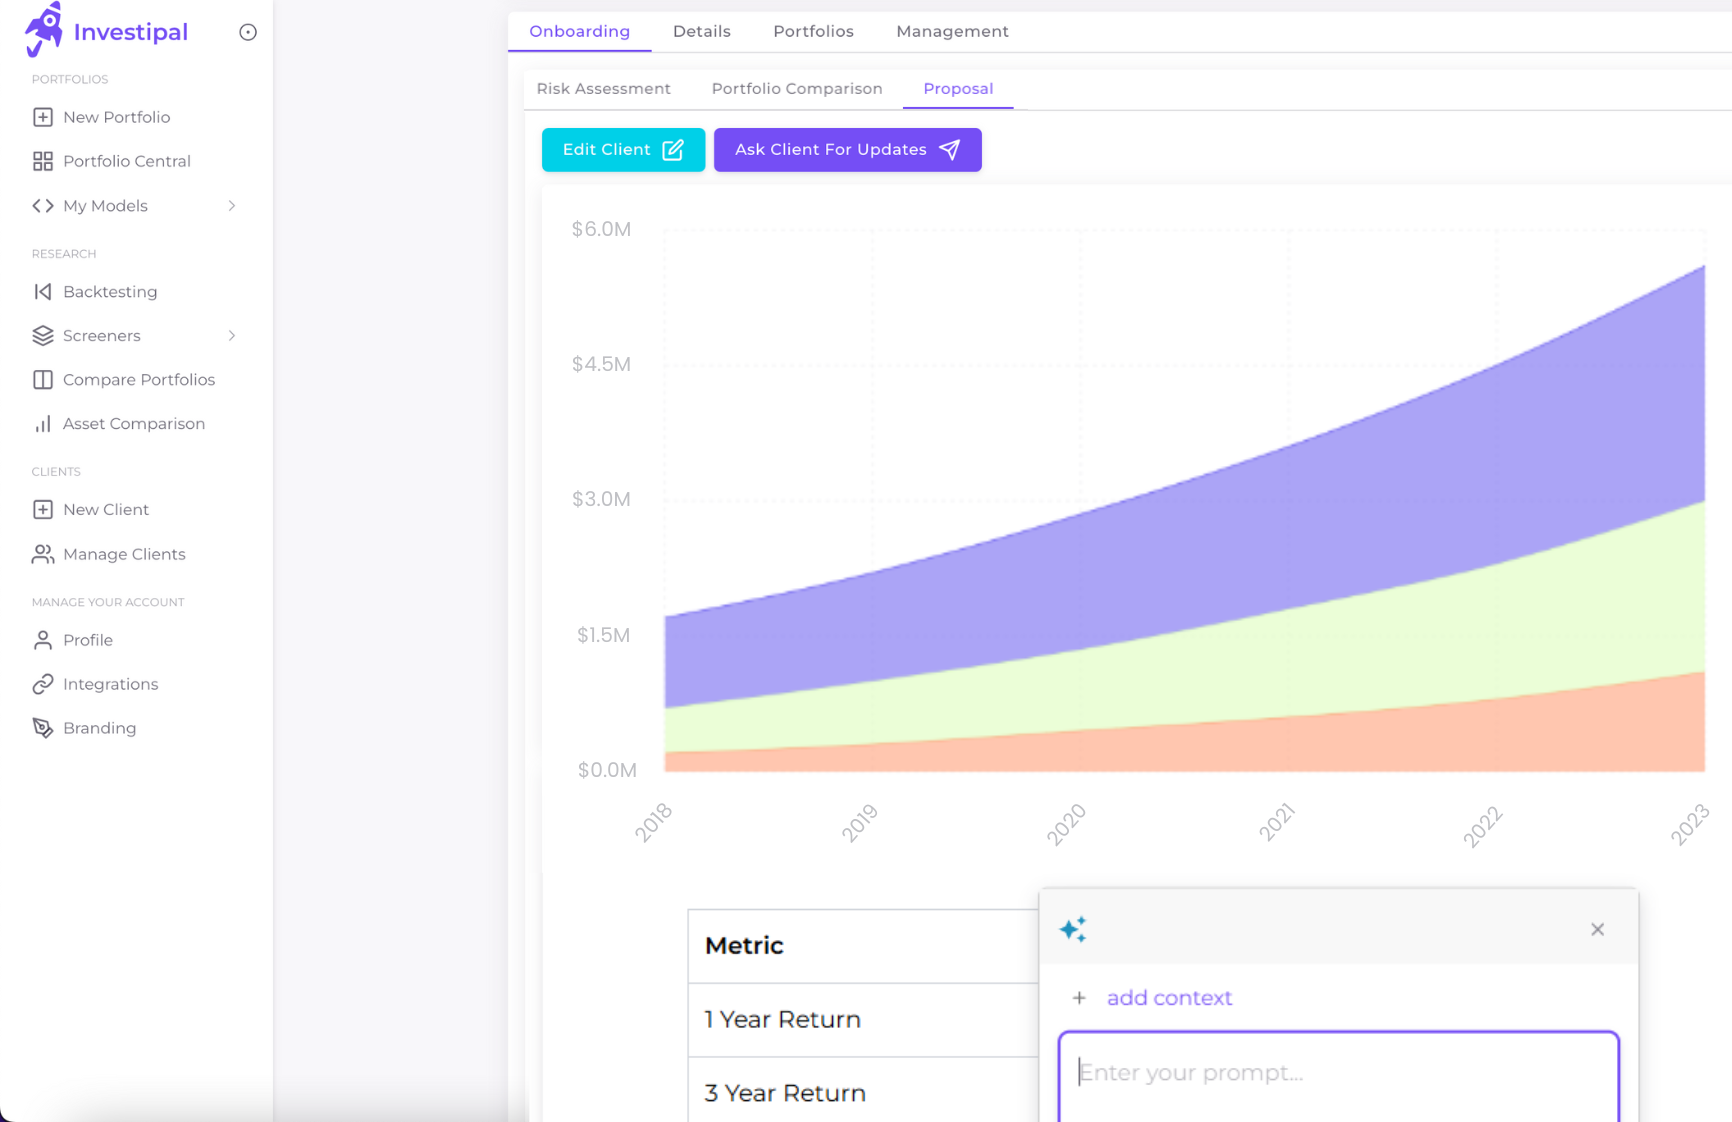 Investipal
PORTFOLIOS
New Portfolio
Portfolio Central
My Models
RESEARCH
Backtesting
Screeners
Compare Portfolios
Asset Comparison
CLIENTS
New Client
Manage Clients
MANAGE YOUR ACCOUNT
Profile
Integrations
Branding
Onboarding Details Portfolios Management
Risk Assessment Portfolio Comparison Proposal
Edit Client Ask Client For Updates
$6.0M
$4.5M
$3.0M
$1.5M
$0.0M
2018 2019 2020 2021 2022 2023
Metric
1 Year Return
3 Year Return
+ add context
Enter your prompt...